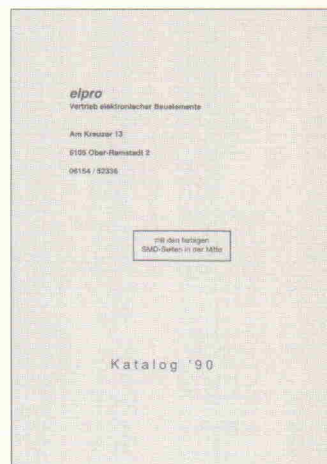 elpro
Vertrieb elektronischer Bauelemente
Am Kreuzer 13
6105 Ober-Ramstadt 2
06154 / 52336
mit den farbigen
SMD-Seiten in der Mitte
Katalog '90